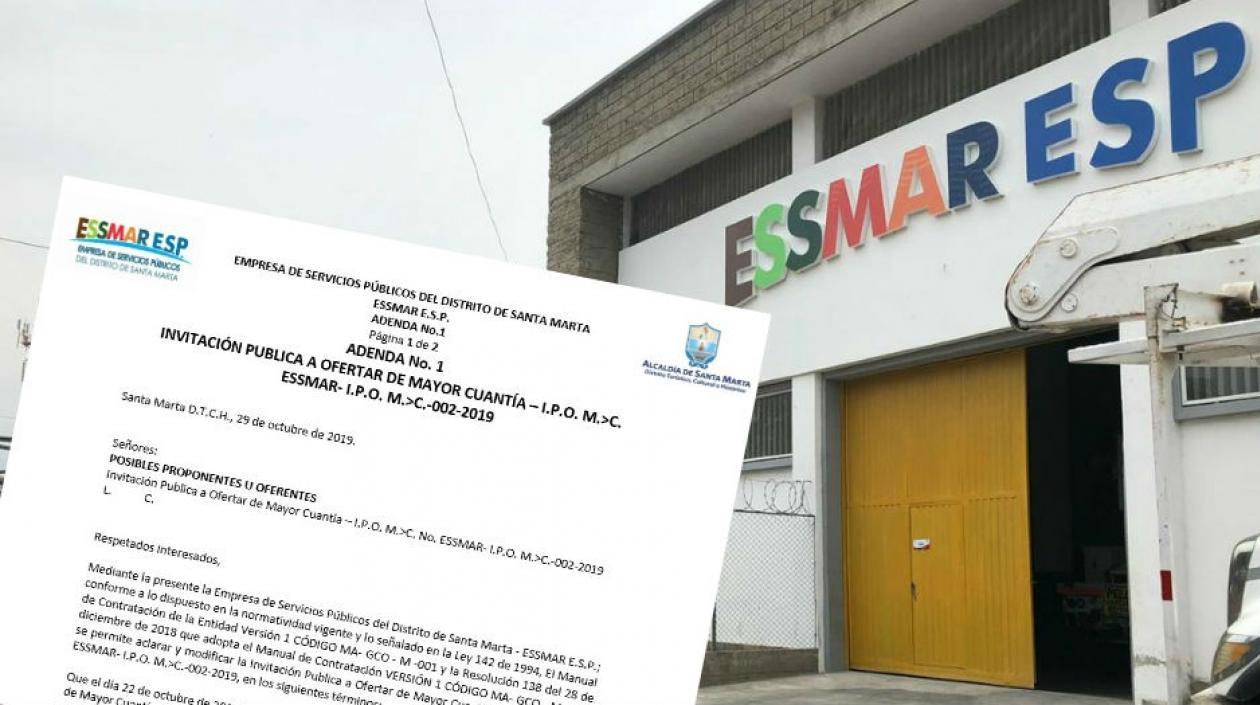 ESSMAR ESP
ESSMAR ESP
EMPRESA DE SERVICIOS PÚBLICOS
DEL DISTRITO DE SANTA MARTA
EMPRESA DE SERVICIOS PÚBLICOS DEL DISTRITO DE SANTA MARTA
ESSMAR E.S.P.
ADENDA No.1
Página 1 de 2
ALCALDÍA DE SANTA MARTA
Distrito Turístico, Cultural e Histórico
ADENDA No. 1
INVITACIÓN PUBLICA A OFERTAR DE MAYOR CUANTÍA – I.P.O. M.>C.
ESSMAR- I.P.O. M.>C.-002-2019
Santa Marta D.T.C.H., 29 de octubre de 2019.
Señores:
POSIBLES PROPONENTES U OFERENTES
Invitación Publica a Ofertar de Mayor Cuantía – I.P.O. M.>C. No. ESSMAR- I.P.O. M.>C.-002-2019
L. C.
Respetados Interesados,
Mediante la presente la Empresa de Servicios Públicos del Distrito de Santa Marta - ESSMAR E.S.P.;
conforme a lo dispuesto en la normatividad vigente y lo señalado en la Ley 142 de 1994, El Manual
de Contratación de la Entidad Versión 1 CÓDIGO MA- GCO - M -001 y la Resolución 138 del 28 de
diciembre de 2018 que adopta el Manual de Contratación VERSIÓN 1 CÓDIGO MA- GCO
se permite aclarar y modificar la Invitación Publica a Ofertar de Mayor
ESSMAR- I.P.O. M.>C.-002-2019, en los siguientes términos
Que el día 22 de octubre de
de Mayor